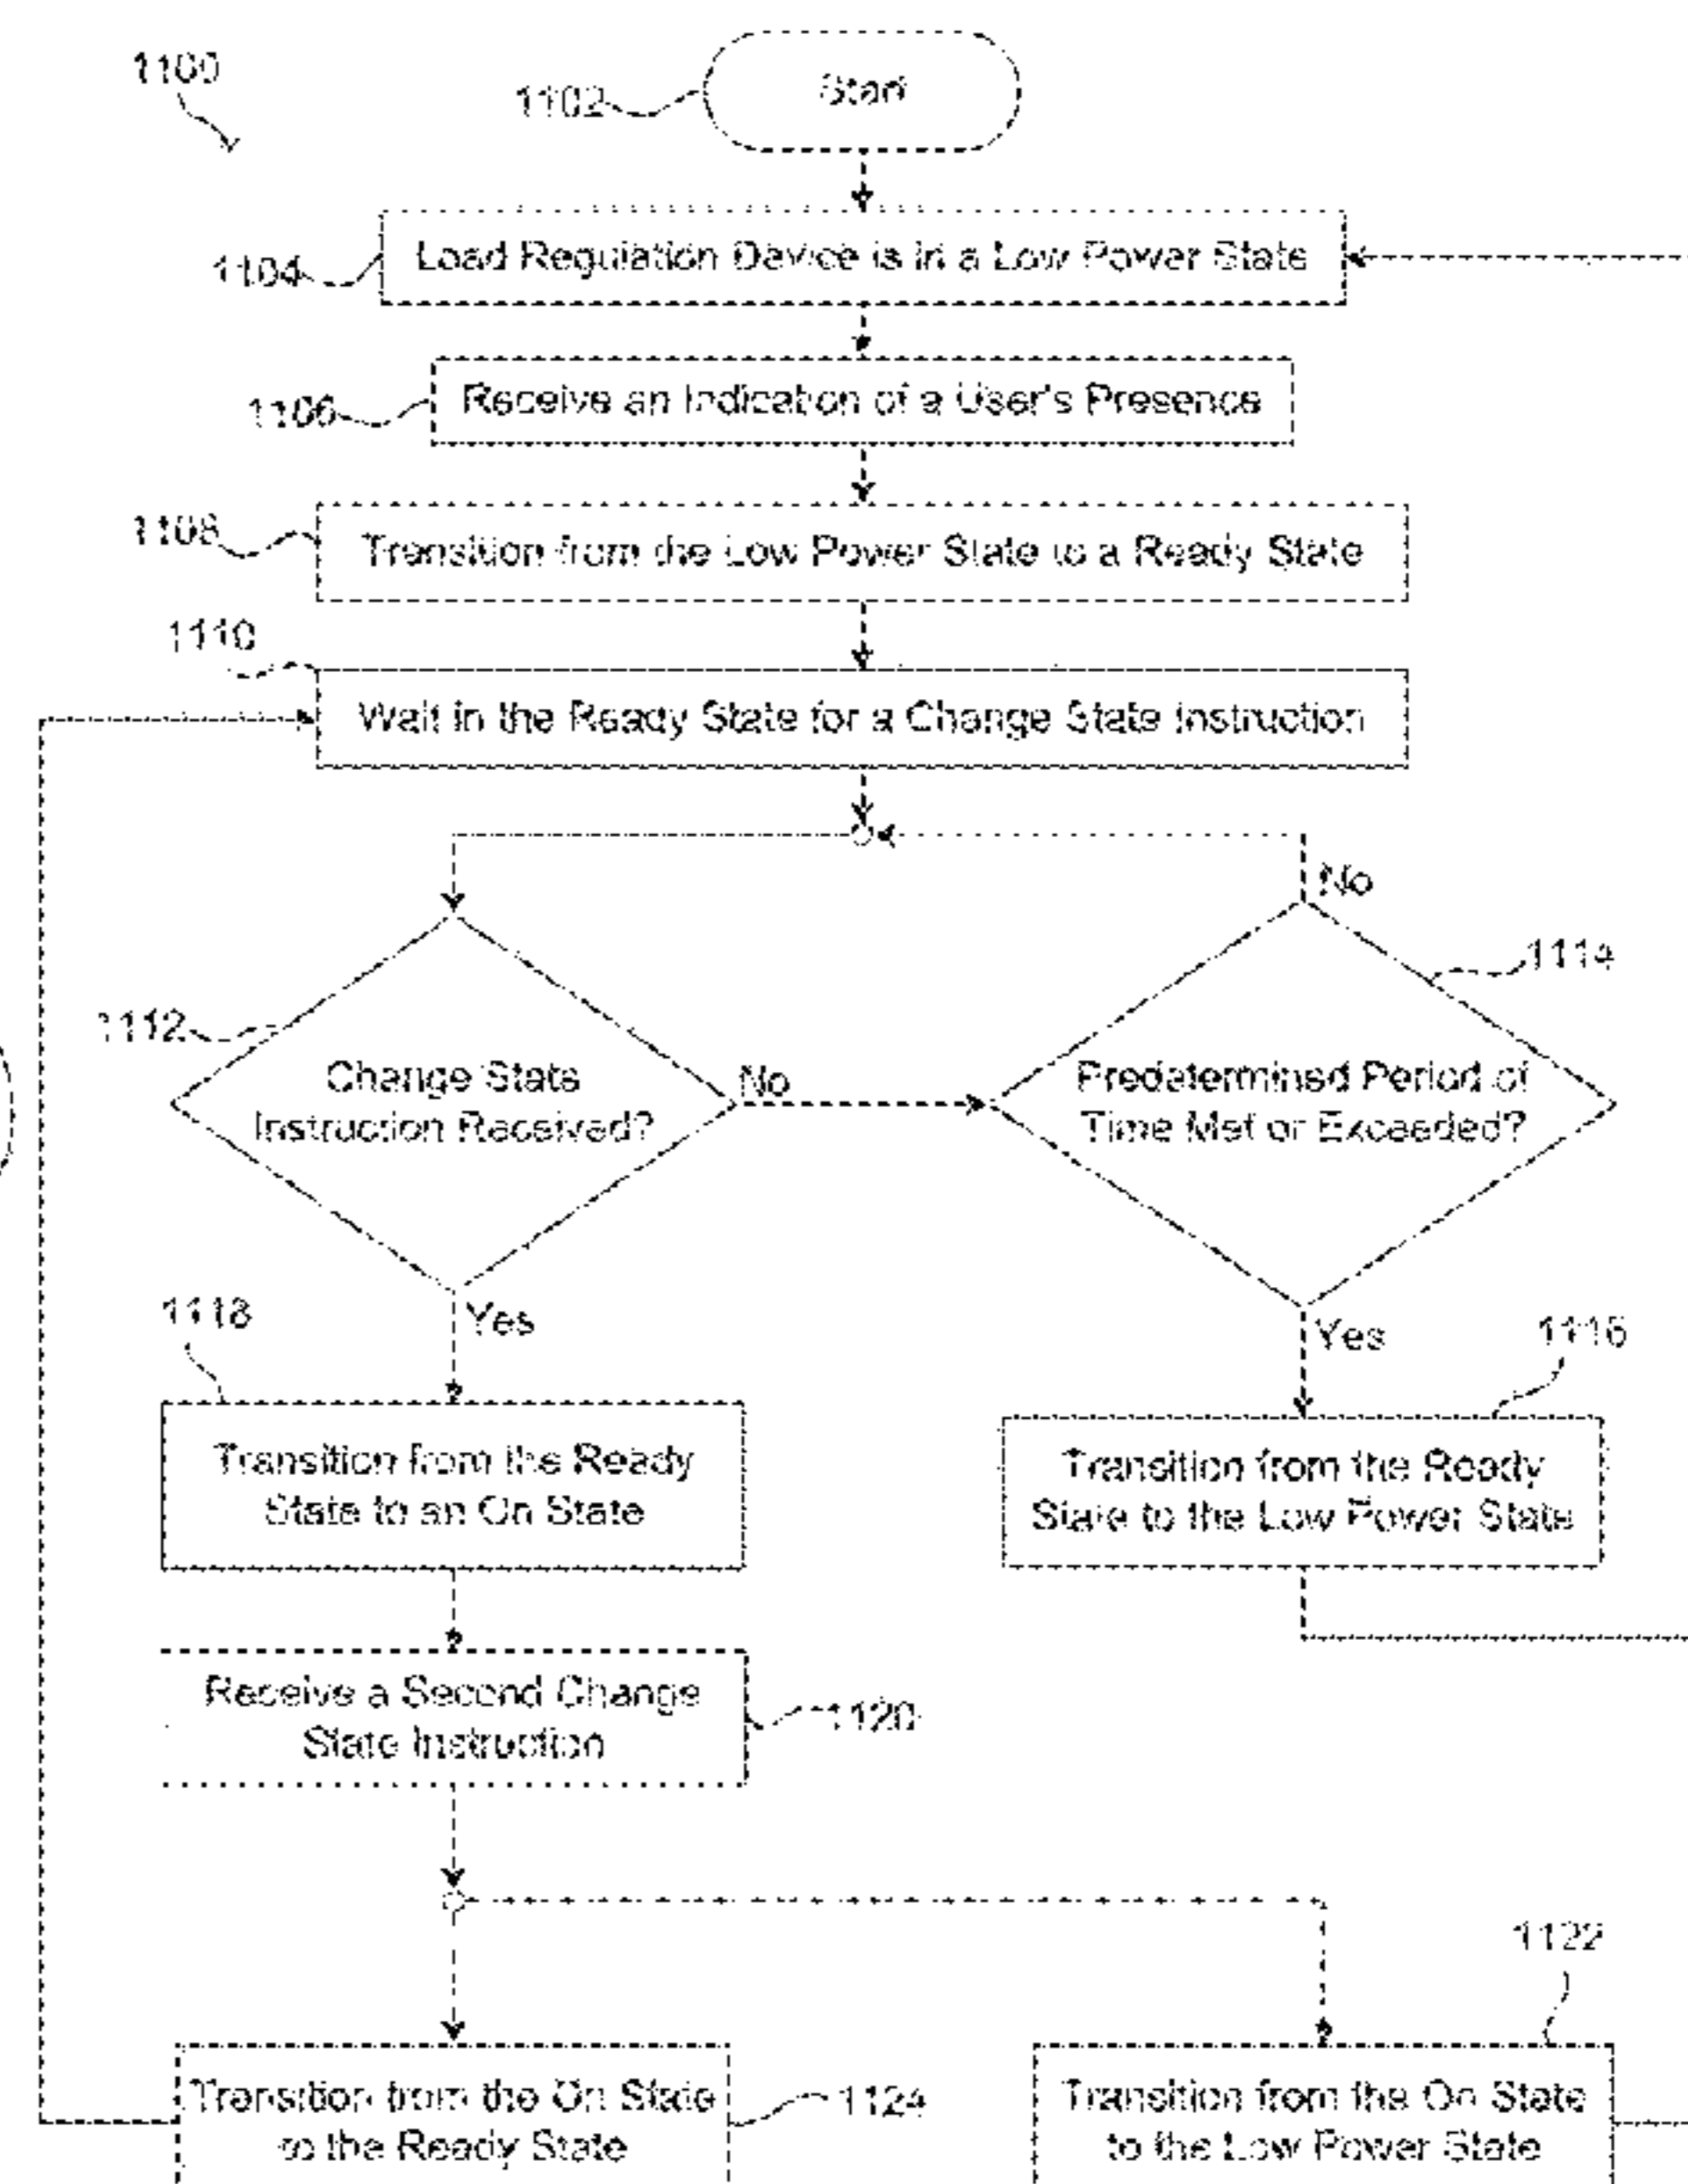 1100
1102
Start
1104
Load Regulation Device is in a Low Power State
1106
Receive an Indication of a User's Presence
1108
Transition from the Low Power State to a Ready State
1110
Wait in the Ready State for a Change State Instruction
No
1114
1112
Change State
Instruction Received?
No
Predetermined Period of
Time Met or Exceeded?
1118
Yes
Yes
1116
Transition from the Ready
State to an On State
Transition from the Ready
State to the Low Power State
Receive a Second Change
State Instruction
1120
1122
Transition from the On State
to the Ready State
1124
Transition from the On State
to the Low Power State